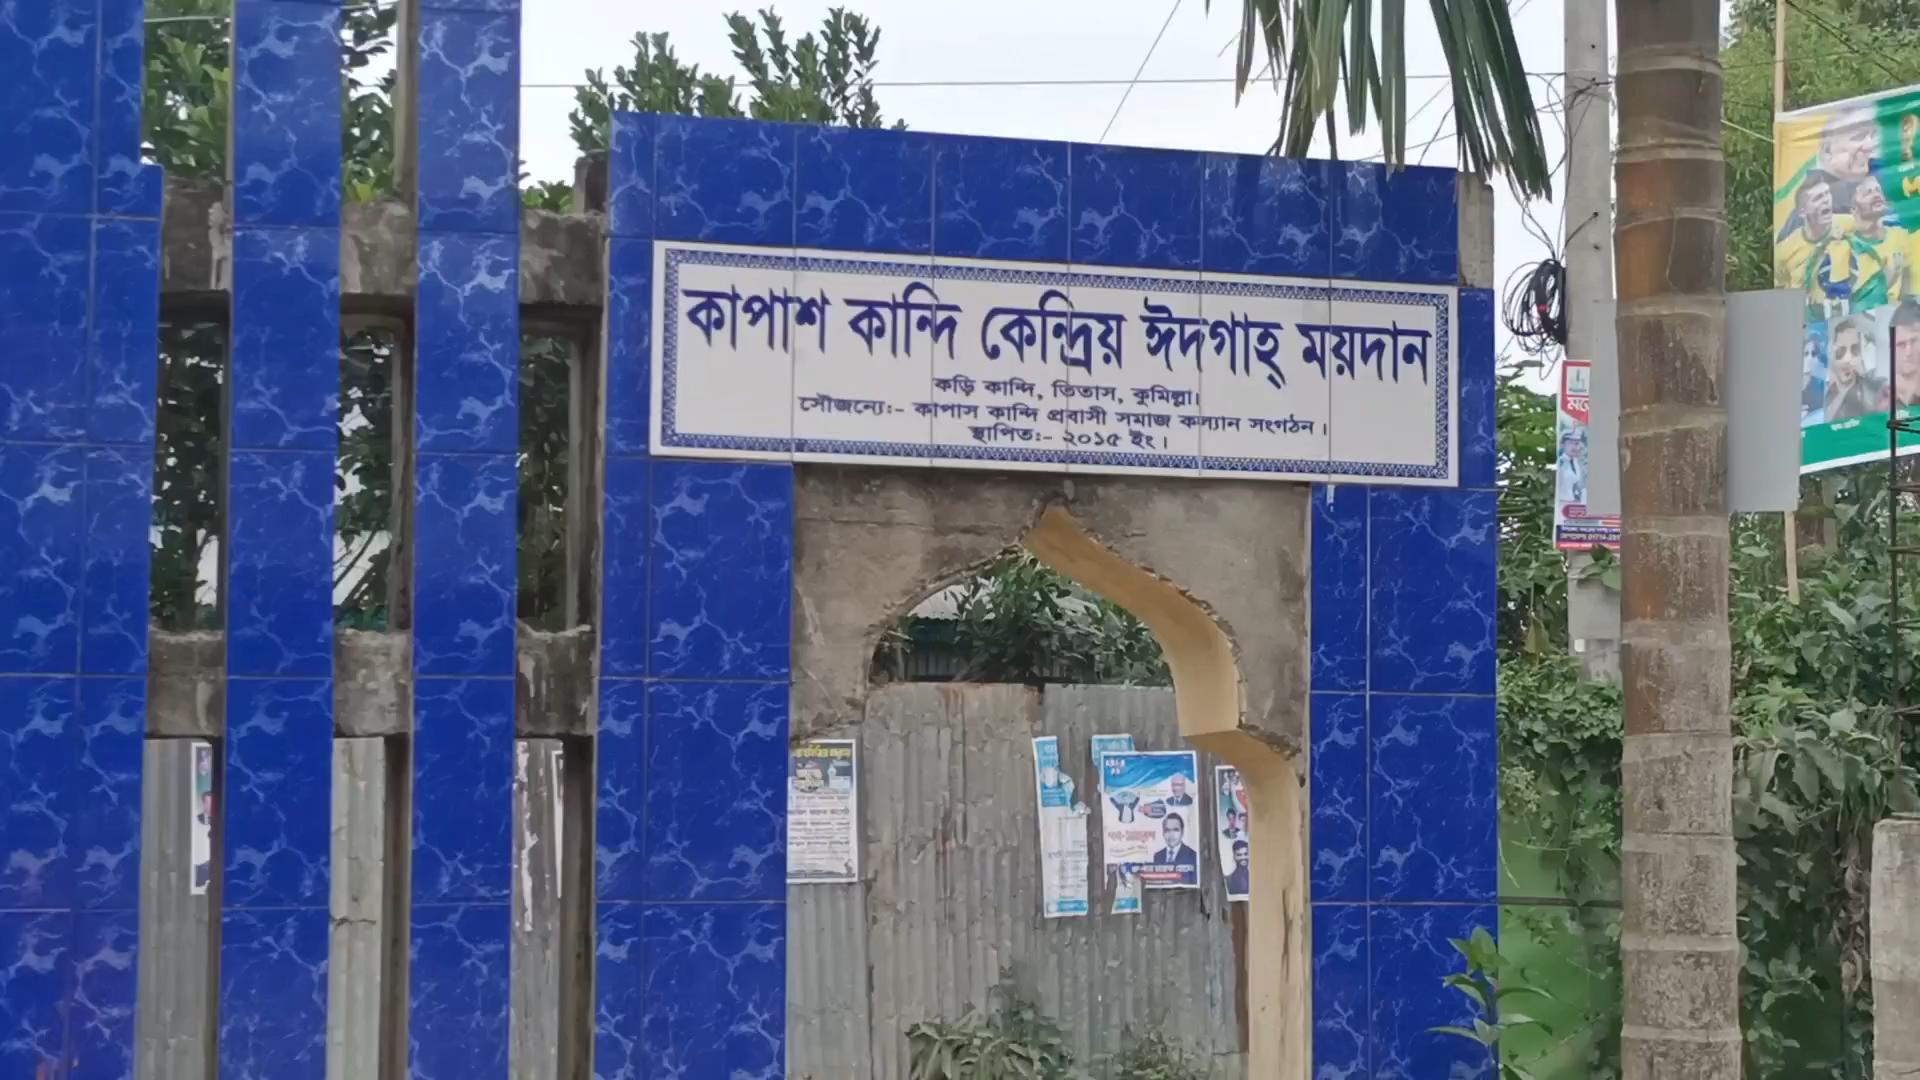 কাপাশ কান্দি কেন্দ্রিয় ঈদগাহ্ ময়দান
কড়ি কান্দি, তিতাস, কুমিল্লা।
সৌজন্যেঃ- কাপাস কান্দি প্রবাসী সমাজ কল্যান সংগঠন।
স্থাপিতঃ- ২০১৫ ইং।